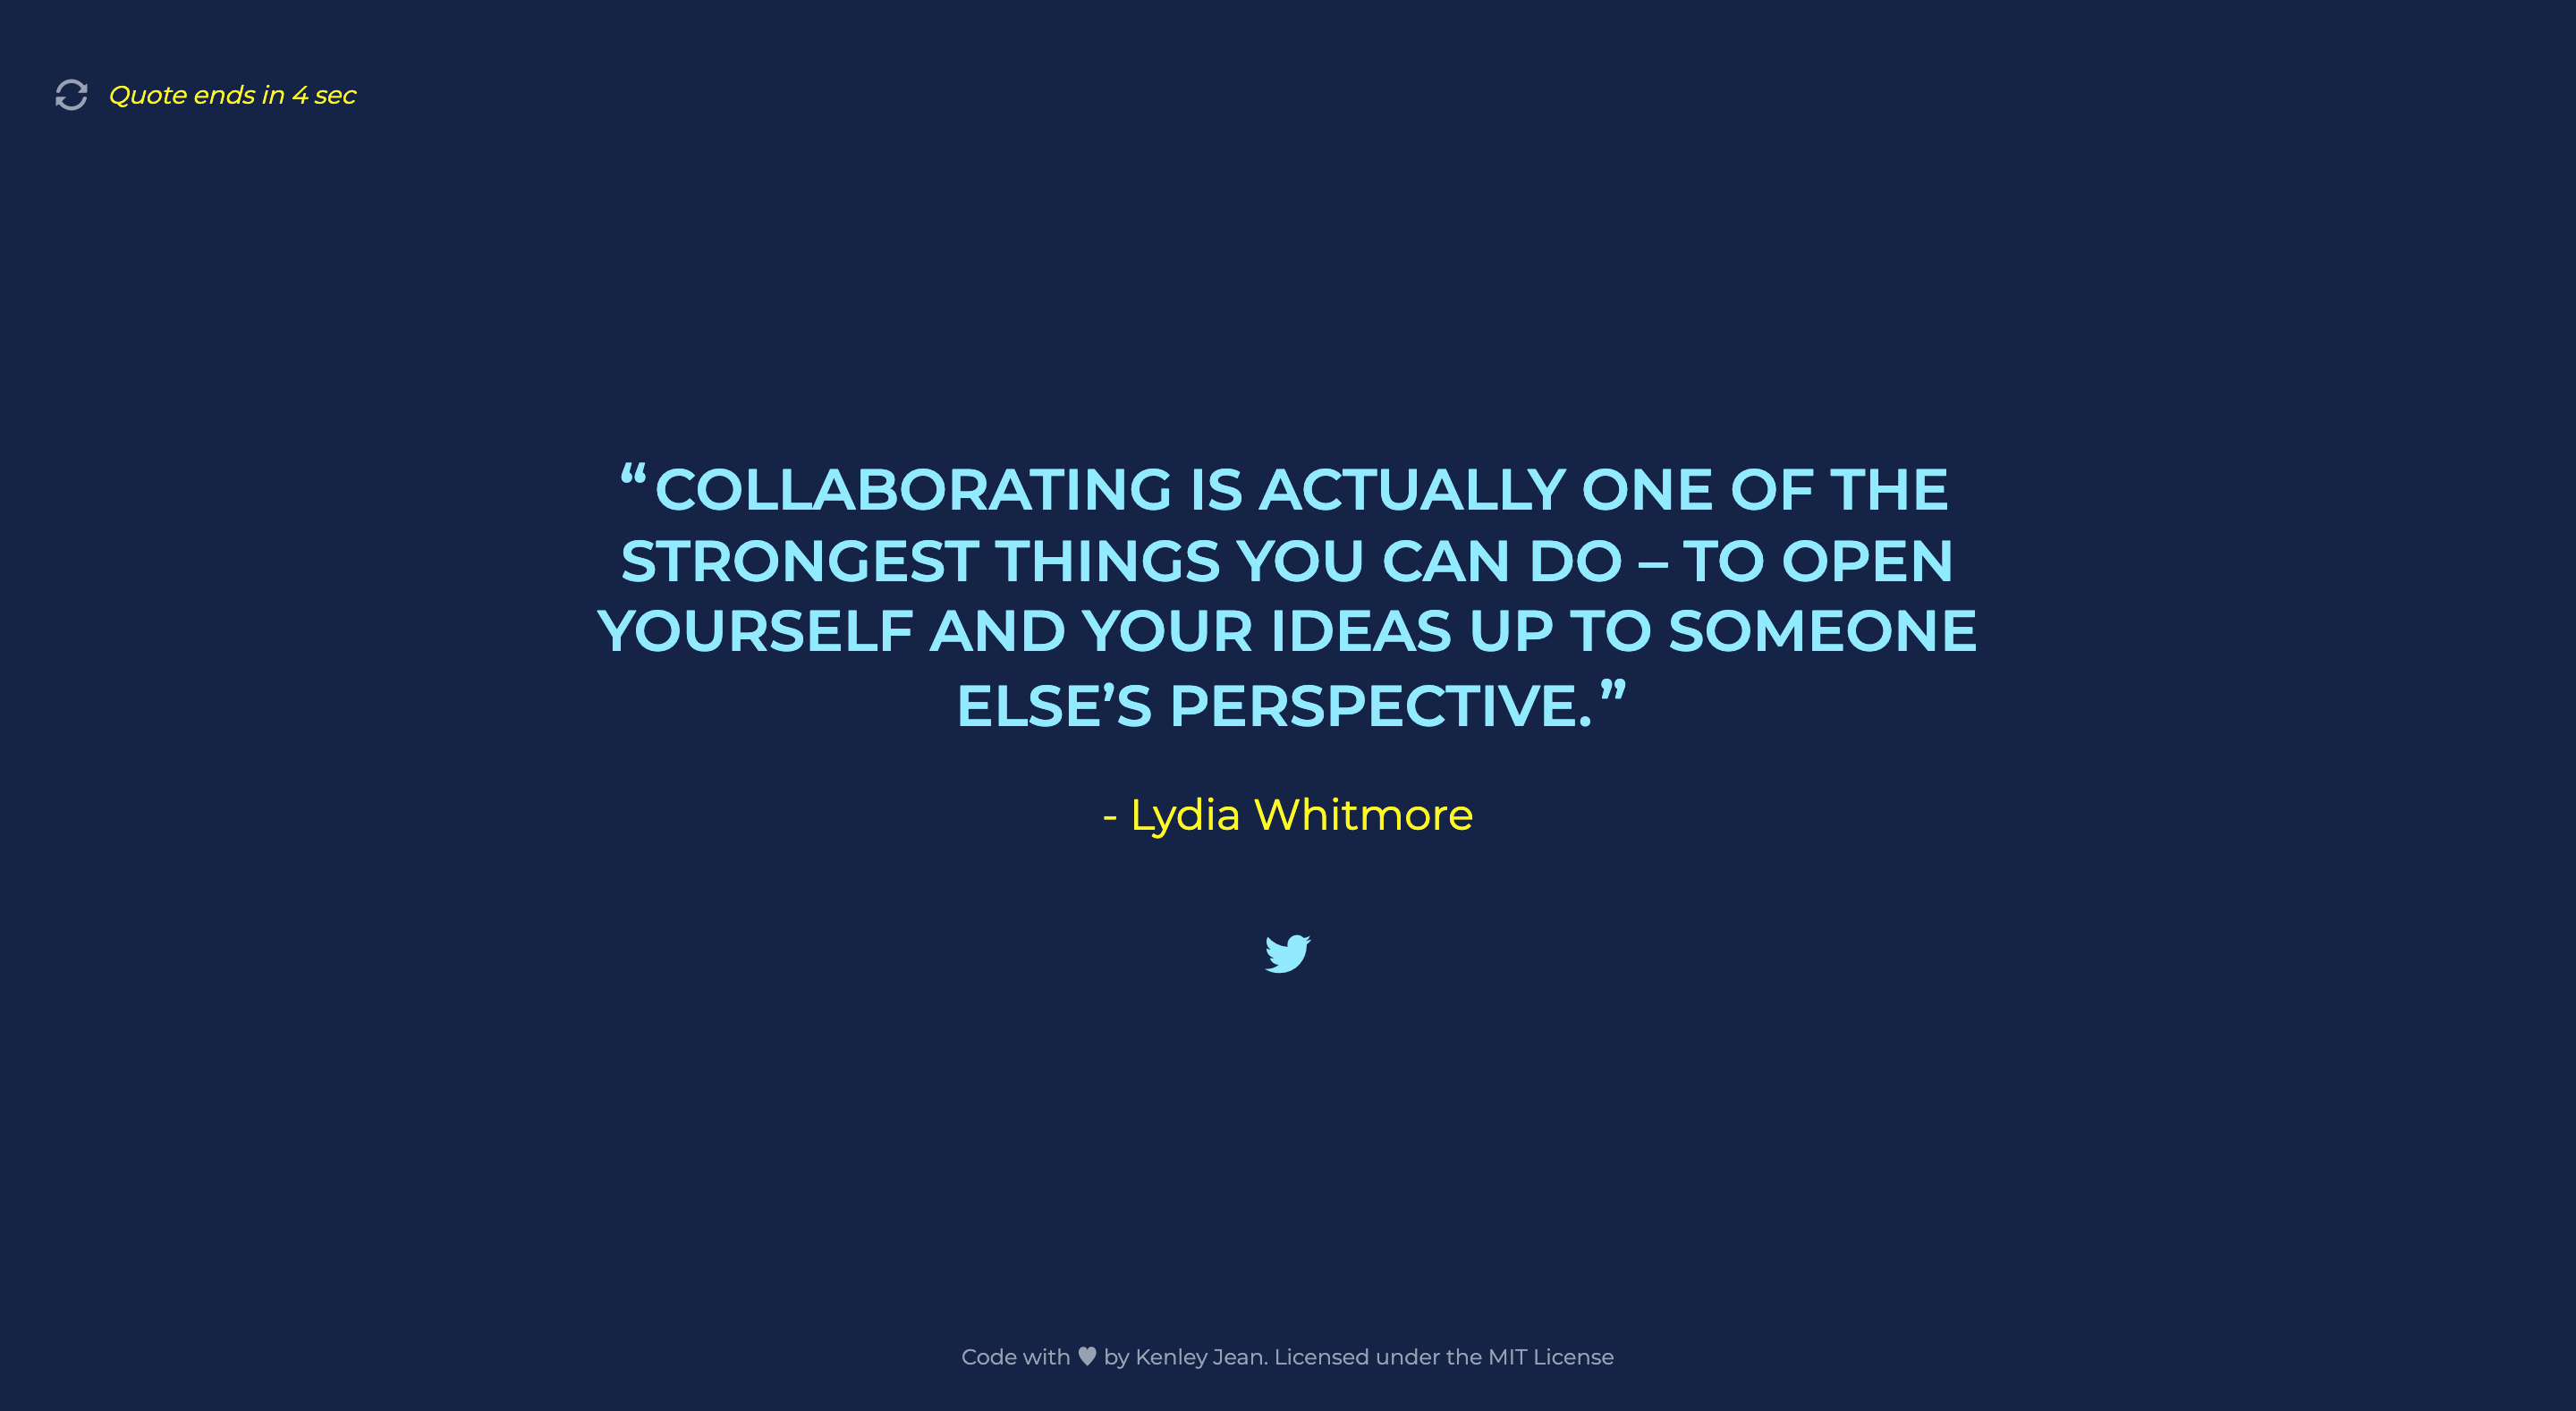 Quote ends in 4 sec
“COLLABORATING IS ACTUALLY ONE OF THE
STRONGEST THINGS YOU CAN DO – TO OPEN
YOURSELF AND YOUR IDEAS UP TO SOMEONE
ELSE’S PERSPECTIVE.”
- Lydia Whitmore
Code with ♥ by Kenley Jean. Licensed under the MIT License